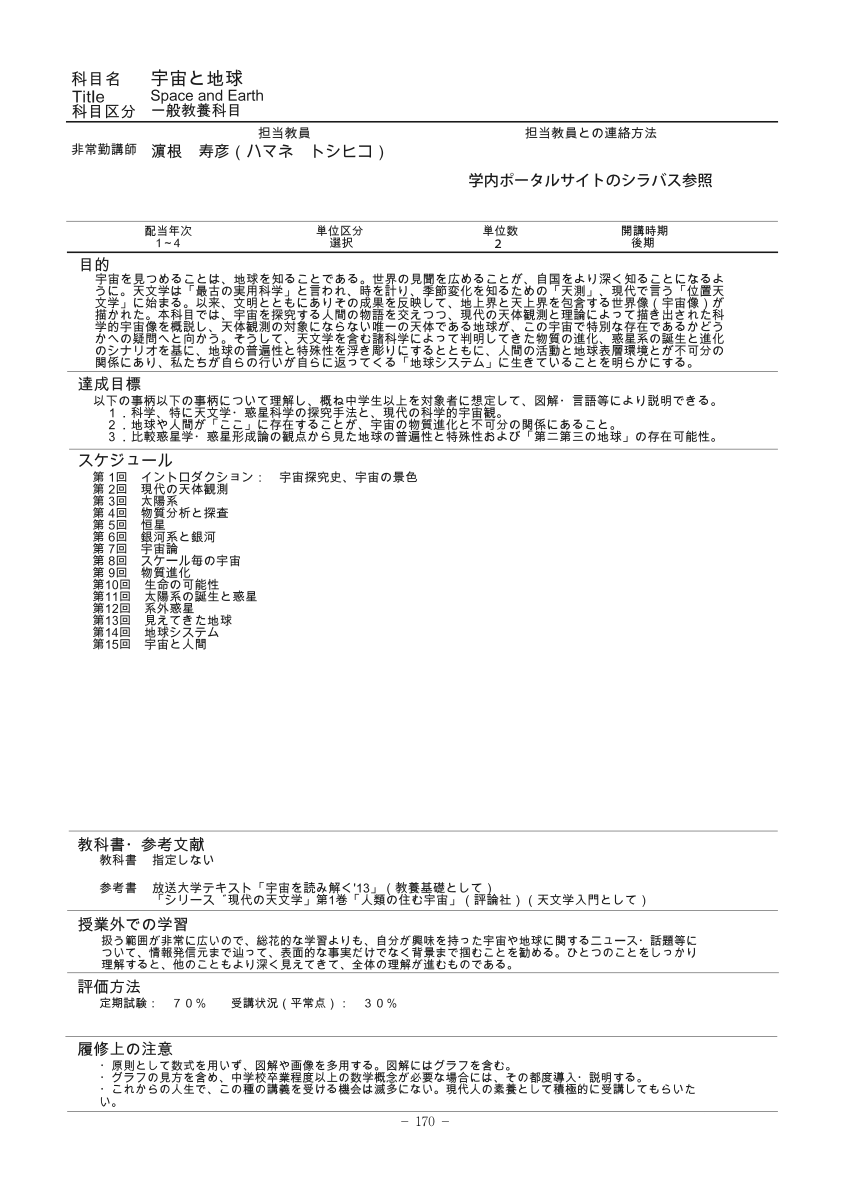 科目名 宇宙と地球
Title Space and Earth
科目区分 一般教養科目
担当教員 担当教員との連絡方法
非常勤講師 濵根 寿彦(ハマネ トシヒコ)
学内ポータルサイトのシラバス参照
配当年次 単位区分 単位数 開講時期
1~4 選択 2 後期
目的
宇宙を見つめることは、地球を知ることである。世界の見聞を広めることが、自国をより深く知ることになるよ
うに。天文学は「最古の実用科学」と言われ、時を計り、季節変化を知るための「天測」、現代で言う「位置天
文学」に始まる。以来、文明とともにありその成果を反映して、地上界と天上界を包含する世界像(宇宙像)が
描かれた。本科目では、宇宙を探究する人間の物語を交えつつ、現代の天体観測と理論によって描き出された科
学的宇宙像を概説し、天体観測の対象にならない唯一の天体である地球が、この宇宙で特別な存在であるかどう
かへの疑問へと向かう。そうして、天文学を含む諸科学によって判明してきた物質の進化、惑星系の誕生と進化
のシナリオを基に、地球の普遍性と特殊性を浮き彫りにするとともに、人間の活動と地球表層環境とが不可分の
関係にあり、私たちが自らの行いが自らに返ってくる「地球システム」に生きていることを明らかにする。
達成目標
以下の事柄以下の事柄について理解し、概ね中学生以上を対象者に想定して、図解・言語等により説明できる。
1.科学、特に天文学・惑星科学の探究手法と、現代の科学的宇宙観。
2.地球や人間が「ここ」に存在することが、宇宙の物質進化と不可分の関係にあること。
3.比較惑星学・惑星形成論の観点から見た地球の普遍性と特殊性および「第二第三の地球」の存在可能性。
スケジュール
第 1回 イントロダクション: 宇宙探究史、宇宙の景色
第 2回 現代の天体観測
第 3回 太陽系
第 4回 物質分析と探査
第 5回 恒星
第 6回 銀河系と銀河
第 7回 宇宙論
第 8回 スケール毎の宇宙
第 9回 物質進化
第10回 生命の可能性
第11回 太陽系の誕生と惑星
第12回 系外惑星
第13回 見えてきた地球
第14回 地球システム
第15回 宇宙と人間
教科書・参考文献
教科書 指定しない
参考書 放送大学テキスト「宇宙を読み解く'13」(教養基礎として)
「シリーズ゛現代の天文学」第1巻「人類の住む宇宙」(評論社)(天文学入門として)
授業外での学習
扱う範囲が非常に広いので、総花的な学習よりも、自分が興味を持った宇宙や地球に関するニュース・話題等に
ついて、情報発信元まで辿って、表面的な事実だけでなく背景まで掴むことを勧める。ひとつのことをしっかり
理解すると、他のこともより深く見えてきて、全体の理解が進むものである。
評価方法
定期試験: 70% 受講状況(平常点): 30%
履修上の注意
・原則として数式を用いず、図解や画像を多用する。図解にはグラフを含む。
・グラフの見方を含め、中学校卒業程度以上の数学概念が必要な場合には、その都度導入・説明する。
・これからの人生で、この種の講義を受ける機会は滅多にない。現代人の素養として積極的に受講してもらいた
い。
- 170 -